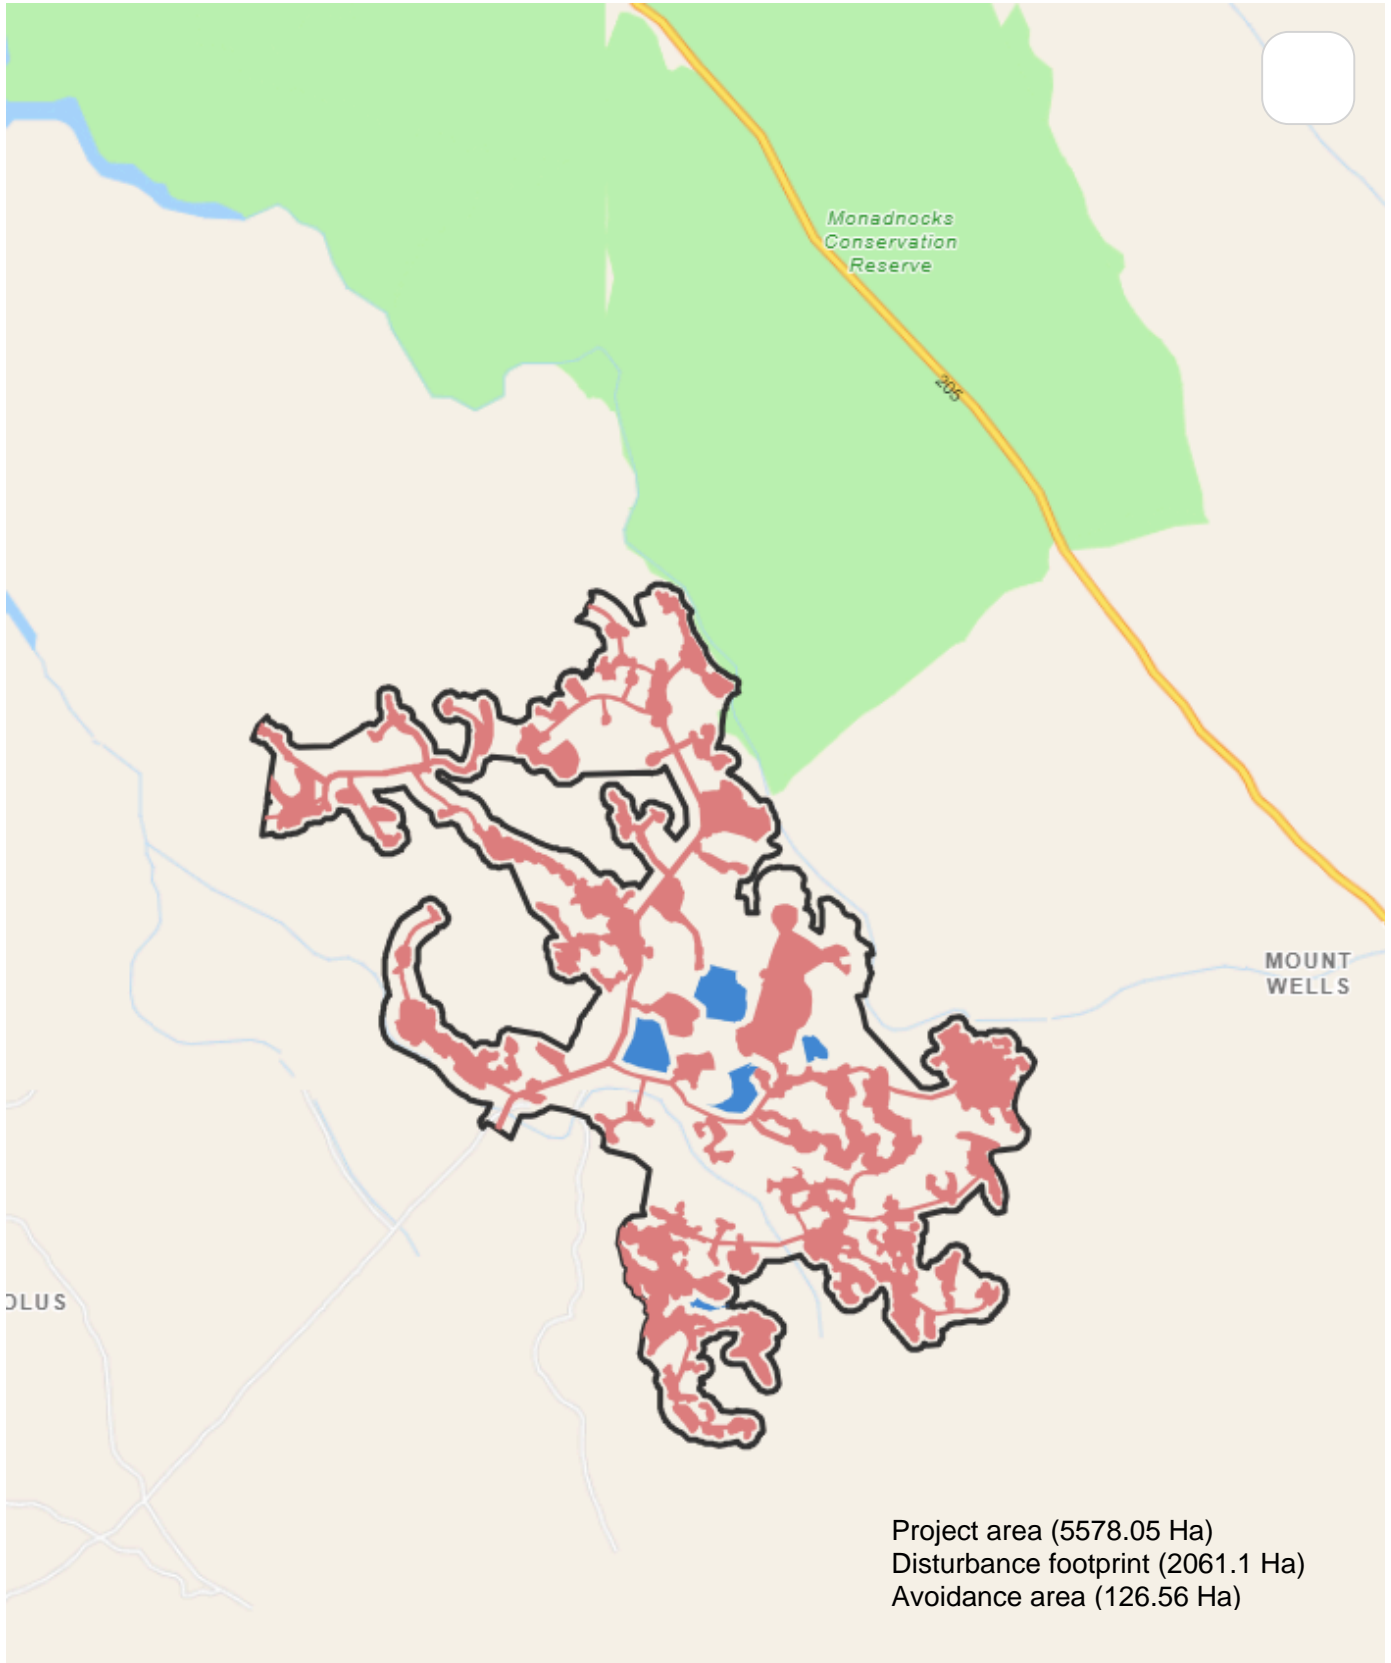 Monadnocks
Conservation
Reserve
205
MOUNT
WELLS
OLUS
Project area (5578.05 Ha)
Disturbance footprint (2061.1 Ha)
Avoidance area (126.56 Ha)